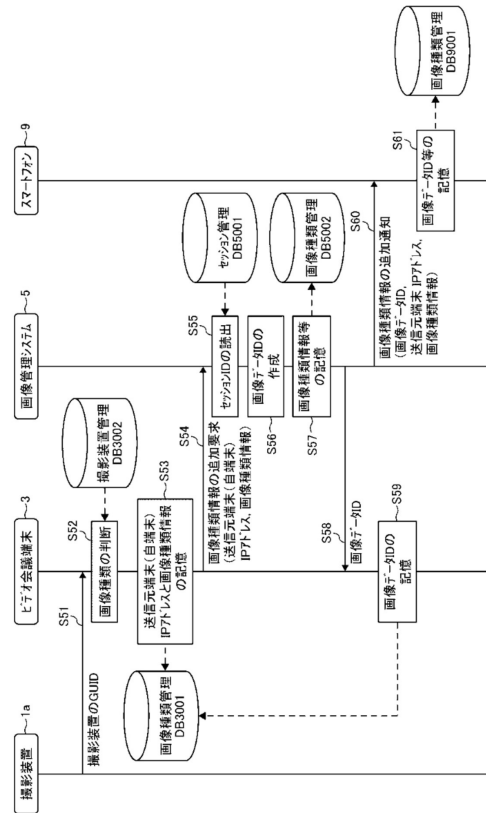 撮影装置
1a
ビデオ会議端末
3
画像管理システム
5
スマートフォン
9
S51
撮影装置のGUID
S52
画像種類の判断
撮影装置管理
DB3002
S53
送信元端末(自端末)
IPアドレスと画像種類情報
の記憶
画像種類管理
DB3001
S54
画像種類情報の追加要求
(送信元端末(自端末)
IPアドレス、画像種類情報)
S55
セッションIDの読出
セッション管理
DB5001
S56
画像データIDの
作成
S57
画像種類情報等
の記憶
画像種類管理
DB5002
S58
画像データID
S59
画像データIDの記憶
S60
画像種類情報の追加通知
(画像データID,
送信元端末 IPアドレス,
画像種類情報)
S61
画像データID等の
記憶
画像種類管理
DB9001